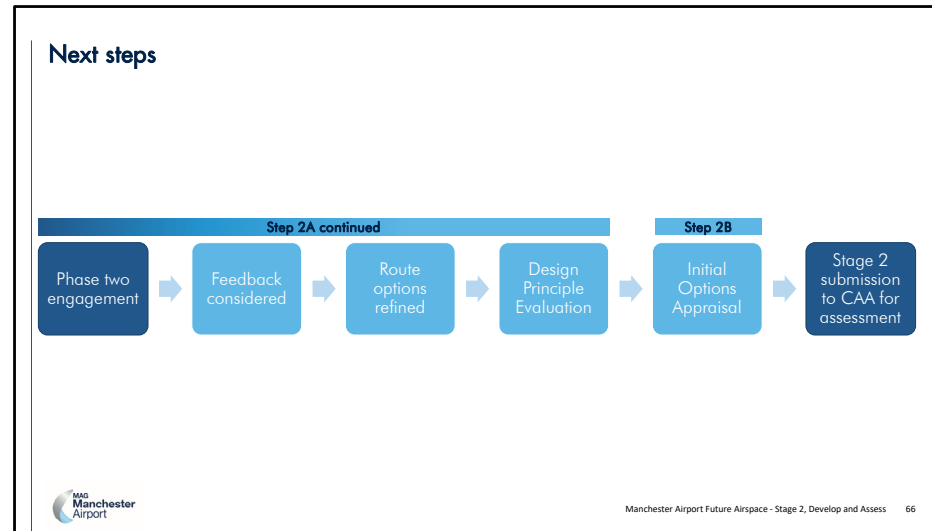 Next steps
Step 2A continued
Step 2B
Phase two
engagement
Feedback
considered
Route
options
refined
Design
Principle
Evaluation
Initial
Options
Appraisal
Stage 2
submission
to CAA for
assessment
MAG
Manchester
Airport
Manchester Airport Future Airspace - Stage 2, Develop and Assess 66